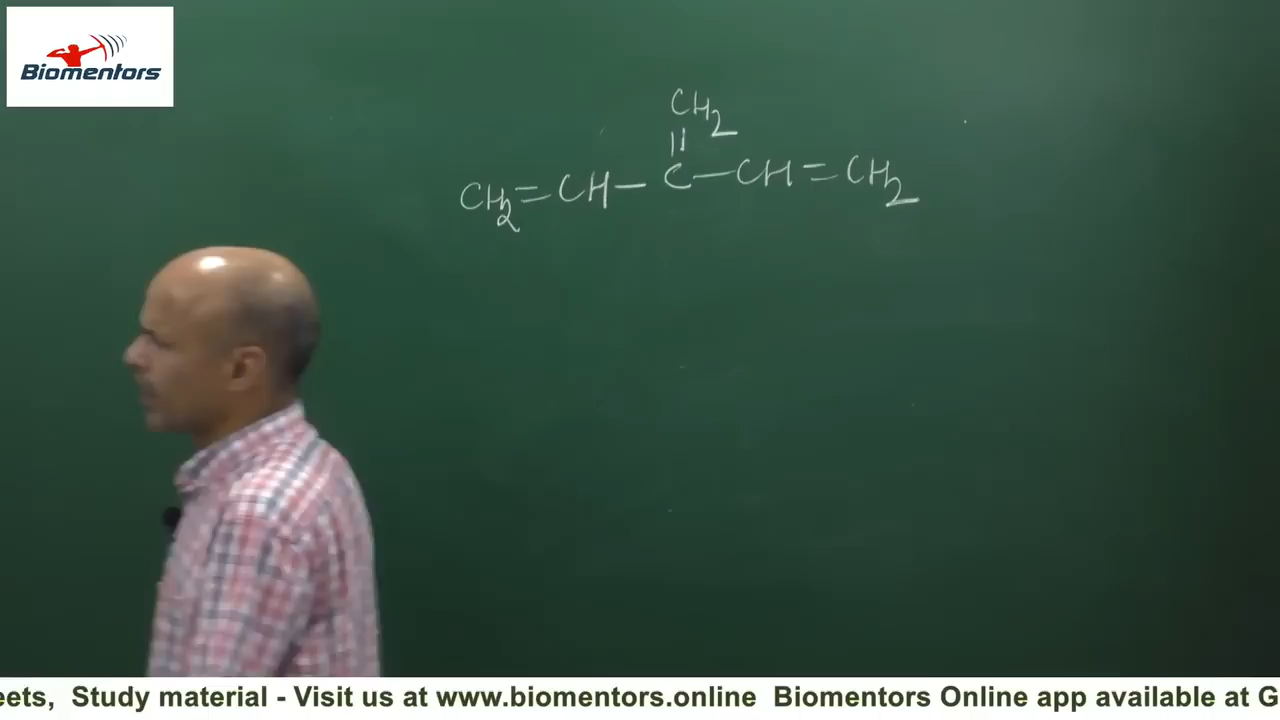 Biomentors
CH2
||
CH2=CH—C—CH=CH2
eets, Study material - Visit us at www.biomentors.online Biomentors Online app available at G